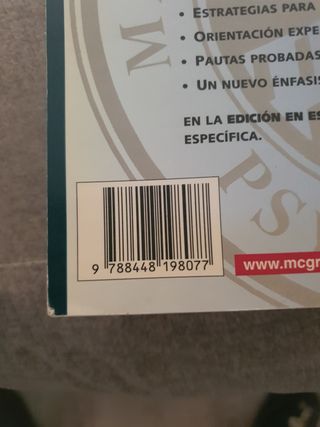 • ESTRATEGIAS PARA
• ORIENTACIÓN EXPE
• PAUTAS PROBADAS
• UN NUEVO ÉNFASIS
EN LA EDICIÓN EN ES
ESPECÍFICA.
9 788448 198077
www.mcgr
M
PS